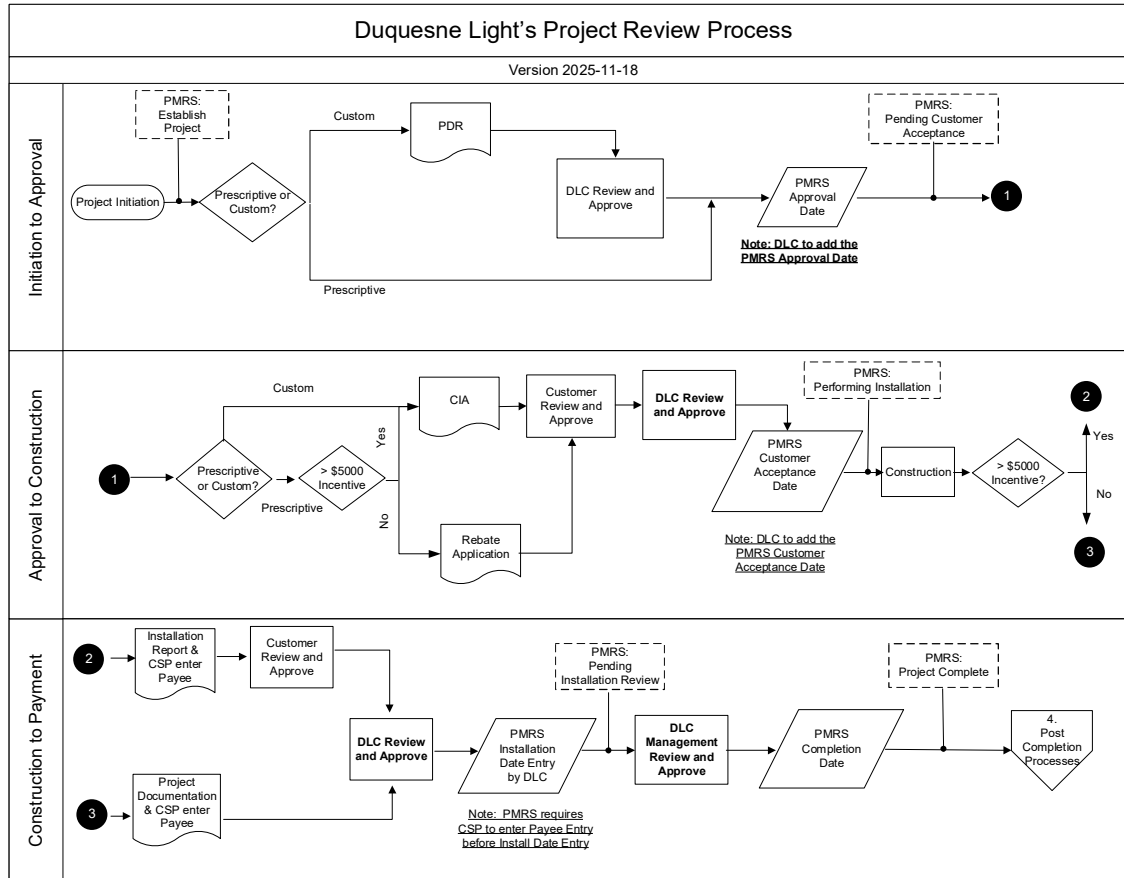 Duquesne Light's Project Review Process
Version 2025-11-18
Initiation to Approval
PMRS:
Establish
Project
Project Initiation
Prescriptive or
Custom?
Custom
PDR
DLC Review and
Approve
Prescriptive
PMRS
Approval
Date
Note: DLC to add the
PMRS Approval Date
PMRS:
Pending Customer
Acceptance
1
Approval to Construction
1
Prescriptive
or Custom?
Custom
Prescriptive
> $5000
Incentive
Yes
No
CIA
Rebate
Application
Customer
Review and
Approve
DLC Review
and Approve
PMRS
Customer
Acceptance
Date
Note: DLC to add the
PMRS Customer
Acceptance Date
PMRS:
Performing Installation
Construction
> $5000
Incentive?
2
Yes
No
3
Construction to Payment
2
Installation
Report &
CSP enter
Payee
Customer
Review and
Approve
3
Project
Documentation
& CSP enter
Payee
DLC Review
and Approve
PMRS
Installation
Date Entry
by DLC
Note: PMRS requires
CSP to enter Payee Entry
before Install Date Entry
PMRS:
Pending
Installation Review
DLC
Management
Review and
Approve
PMRS
Completion
Date
PMRS:
Project Complete
4.
Post
Completion
Processes